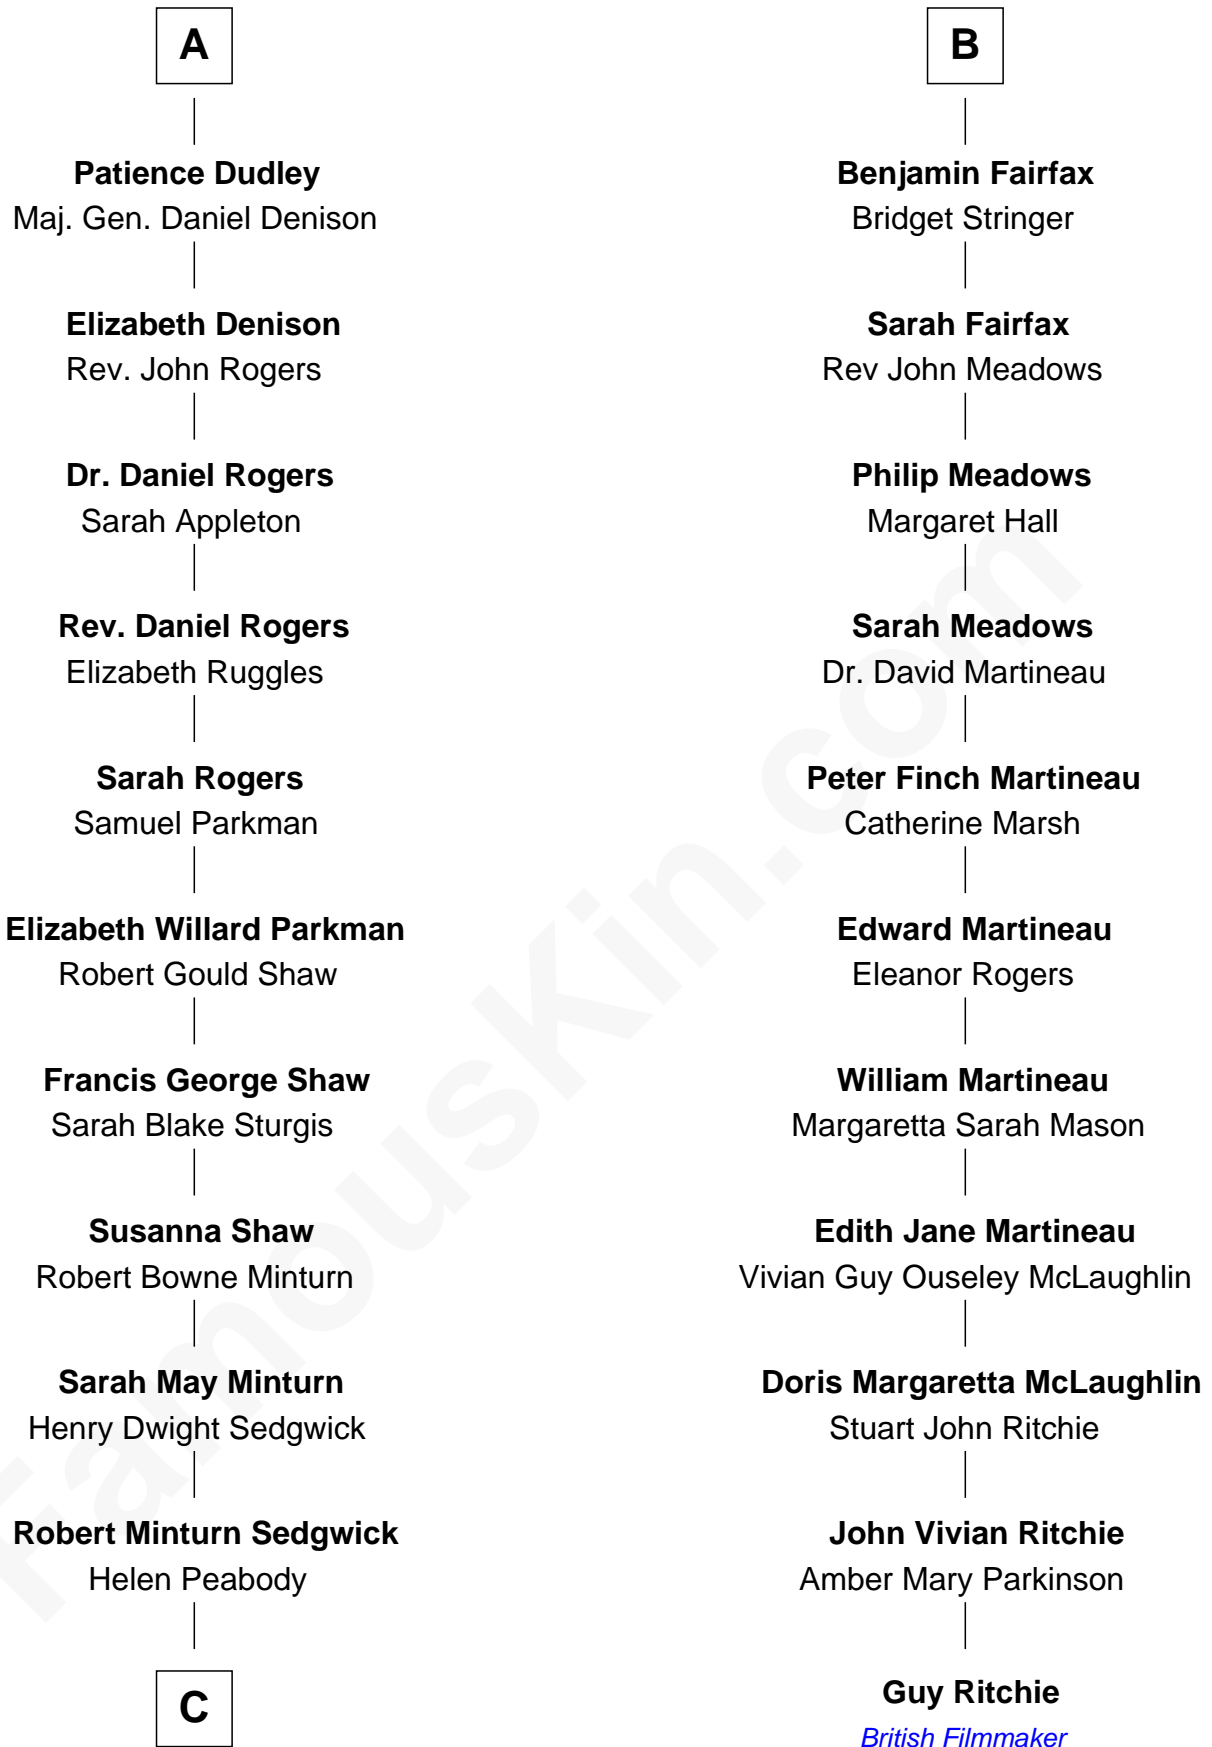 A
Patience Dudley
Maj. Gen. Daniel Denison
Elizabeth Denison
Rev. John Rogers
Dr. Daniel Rogers
Sarah Appleton
Rev. Daniel Rogers
Elizabeth Ruggles
Sarah Rogers
Samuel Parkman
Elizabeth Willard Parkman
Robert Gould Shaw
Francis George Shaw
Sarah Blake Sturgis
Susanna Shaw
Robert Bowne Minturn
Sarah May Minturn
Henry Dwight Sedgwick
Robert Minturn Sedgwick
Helen Peabody
C
B
Benjamin Fairfax
Bridget Stringer
Sarah Fairfax
Rev John Meadows
Philip Meadows
Margaret Hall
Sarah Meadows
Dr. David Martineau
Peter Finch Martineau
Catherine Marsh
Edward Martineau
Eleanor Rogers
William Martineau
Margaretta Sarah Mason
Edith Jane Martineau
Vivian Guy Ouseley McLaughlin
Doris Margaretta McLaughlin
Stuart John Ritchie
John Vivian Ritchie
Amber Mary Parkinson
Guy Ritchie
British Filmmaker
FamousKin.com